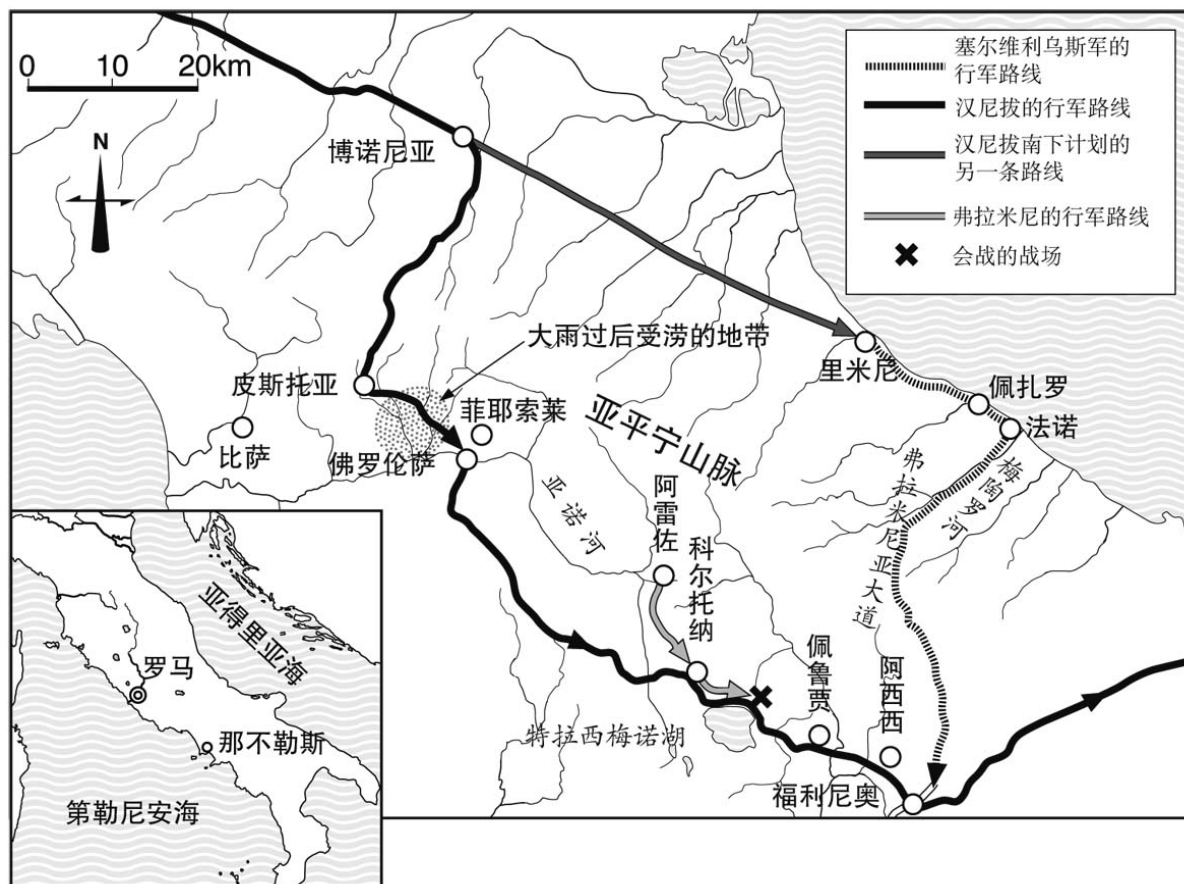 0 10 20km
N
塞尔维利乌斯军的
行军路线
汉尼拔的行军路线
汉尼拔南下计划的
另一条路线
弗拉米尼的行军路线
会战的战场
博诺尼亚
大雨过后受涝的地带
里米尼
皮斯托亚
佩扎罗
菲耶索莱
法诺
比萨
佛罗伦萨
亚平宁山脉
亚诺河
阿雷佐
科尔托纳
弗拉米尼亚大道
梅陶罗河
佩鲁贾
阿西西
特拉西梅诺湖
福利尼奥
亚得里亚海
罗马
那不勒斯
第勒尼安海